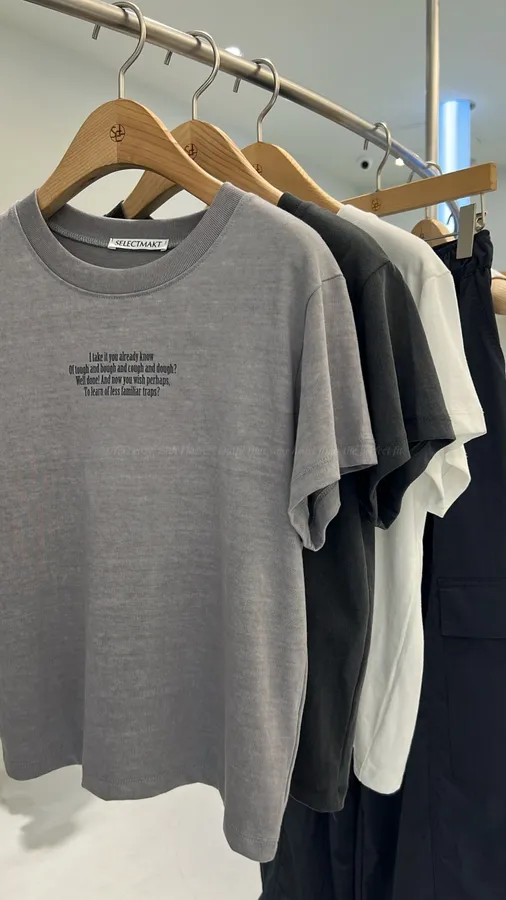 SELECTMAKT
I take it you already know
Of tough and bough and cough and dough?
Well done! And now you wish perhaps,
To learn of less familiar traps?